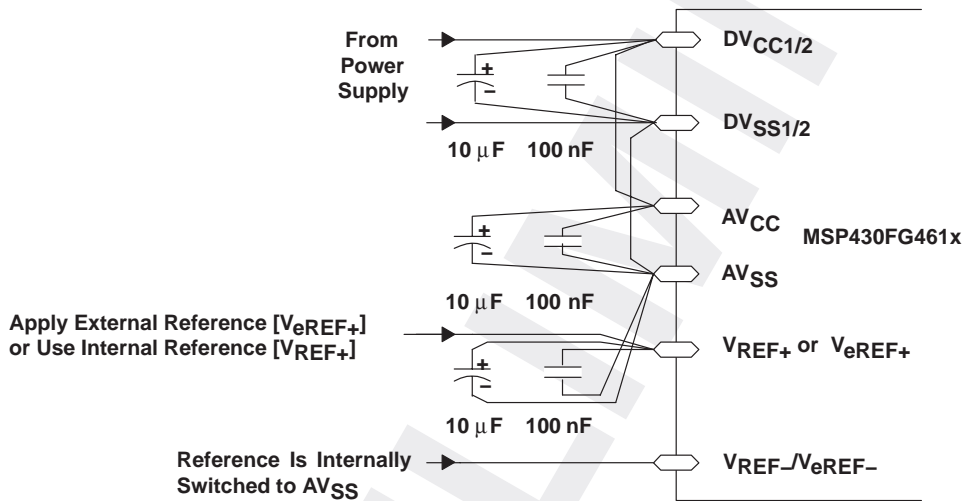 From
Power
Supply
DVCC1/2
+
−
DVSS1/2
10 μF 100 nF
AVCC
MSP430FG461x
+
−
AVSS
10 μF 100 nF
Apply External Reference [VeREF+]
or Use Internal Reference [VREF+]
VREF+ or VeREF+
+
−
10 μF 100 nF
Reference Is Internally
Switched to AVSS
VREF−/VeREF−